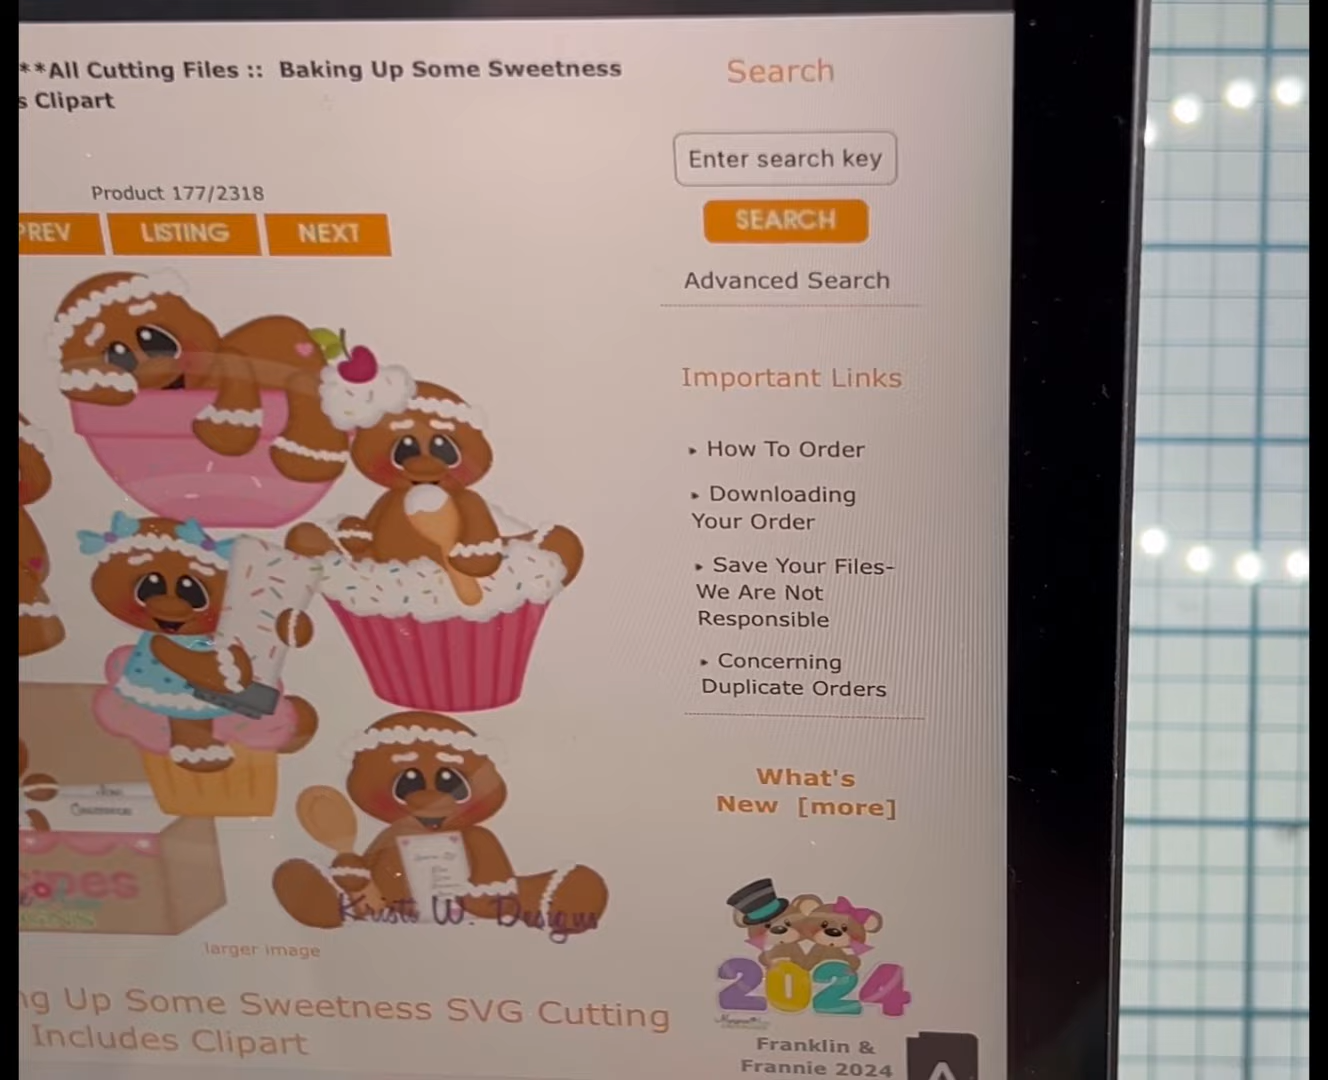 **All Cutting Files :: Baking Up Some Sweetness
s Clipart
Product 177/2318
PREV
LISTING
NEXT
Kristi W. Designs
larger image
ng Up Some Sweetness SVG Cutting
Includes Clipart
Search
Enter search key
SEARCH
Advanced Search
Important Links
▸ How To Order
▸ Downloading
Your Order
▸ Save Your Files-
We Are Not
Responsible
▸ Concerning
Duplicate Orders
What's
New [more]
2024
Franklin &
Frannie 2024